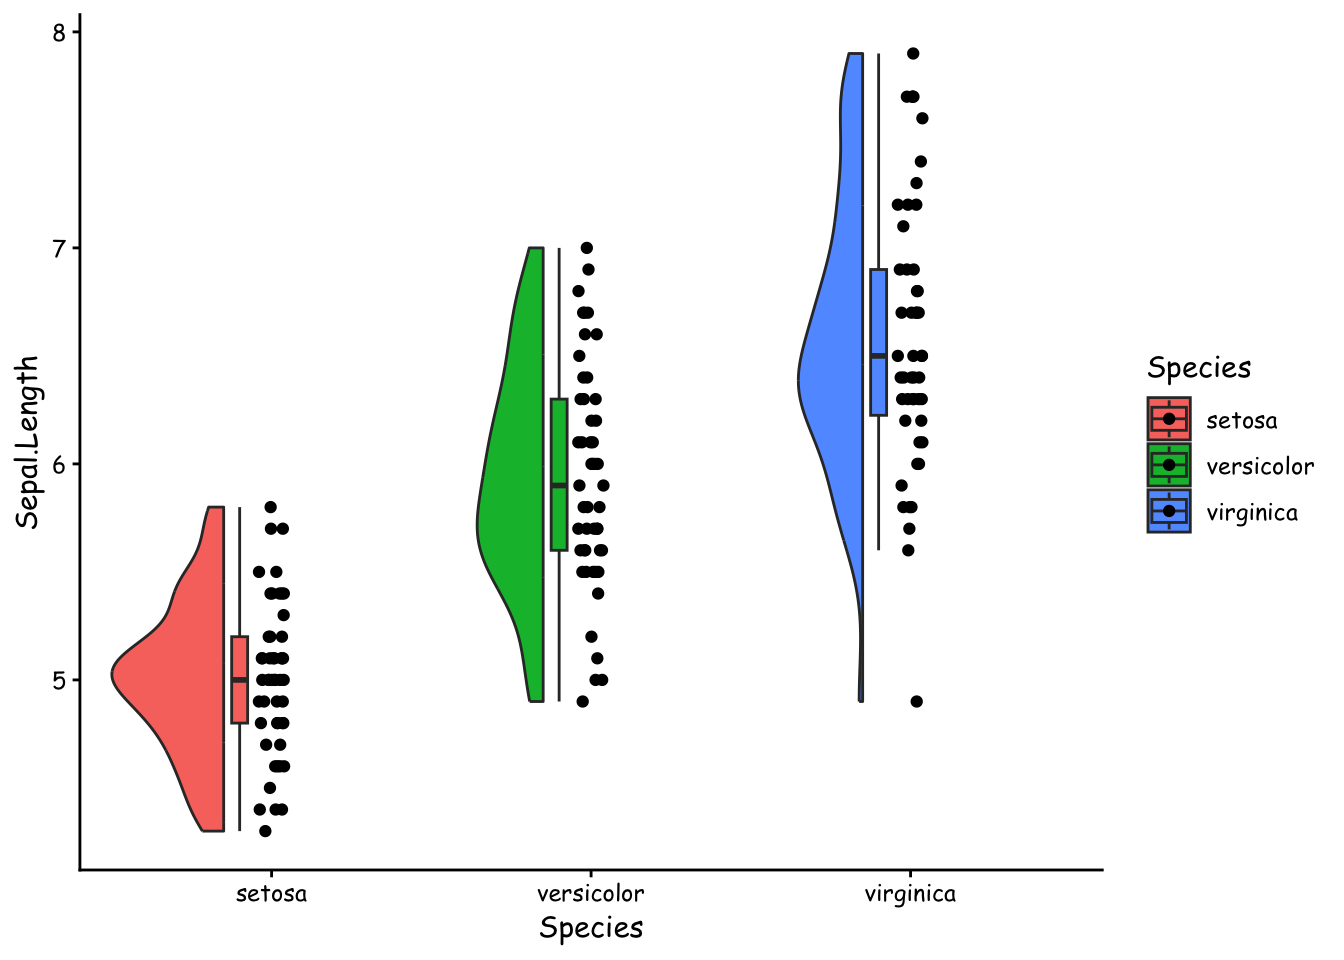 8
7
6
5
Sepal.Length
setosa
versicolor
virginica
Species
Species
setosa
versicolor
virginica